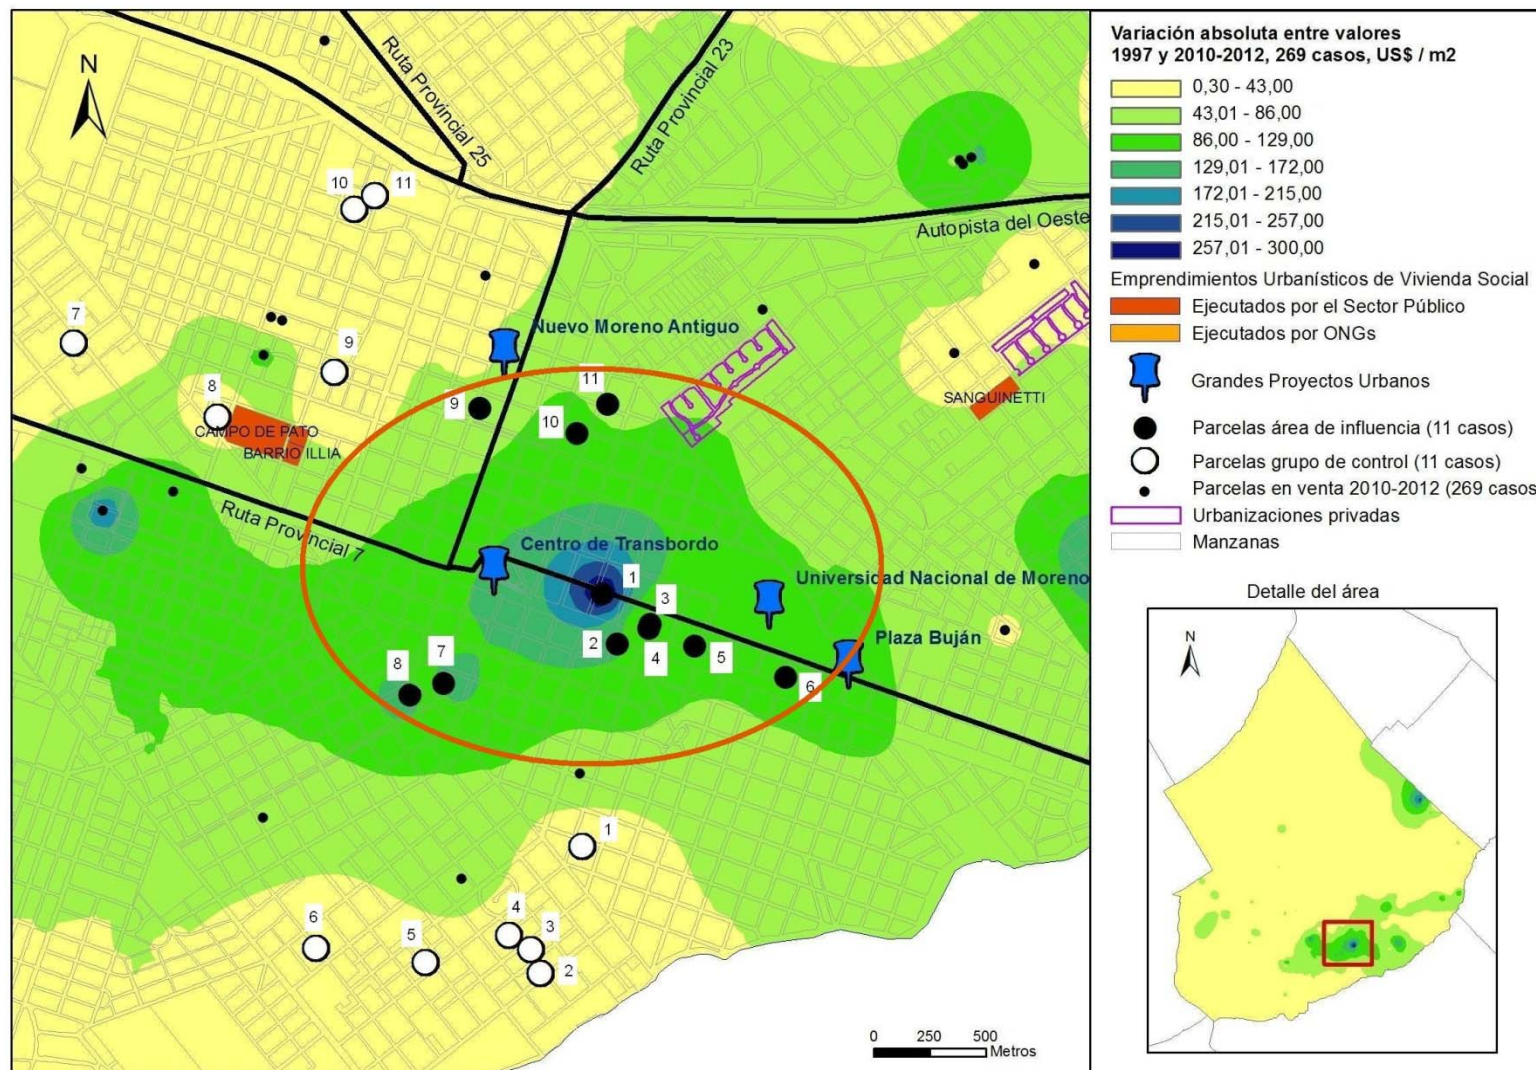 N
Ruta Provincial 25
Ruta Provincial 23
10
11
Autopista del Oeste
7
Nuevo Moreno Antiguo
9
8
11
9
10
SANGUINETTI
CAMPO DE PATO
BARRIO ILLIA
Ruta Provincial 7
Centro de Transbordo
1
Universidad Nacional de Moreno
3
2
4
5
Plaza Buján
8
7
6
1
6
5
4
3
2
0 250 500
Metros
Variación absoluta entre valores
1997 y 2010-2012, 269 casos, US$ / m2
0,30 - 43,00
43,01 - 86,00
86,00 - 129,00
129,01 - 172,00
172,01 - 215,00
215,01 - 257,00
257,01 - 300,00
Emprendimientos Urbanísticos de Vivienda Social
Ejecutados por el Sector Público
Ejecutados por ONGs
Grandes Proyectos Urbanos
Parcelas área de influencia (11 casos)
Parcelas grupo de control (11 casos)
Parcelas en venta 2010-2012 (269 casos
Urbanizaciones privadas
Manzanas
Detalle del área
N